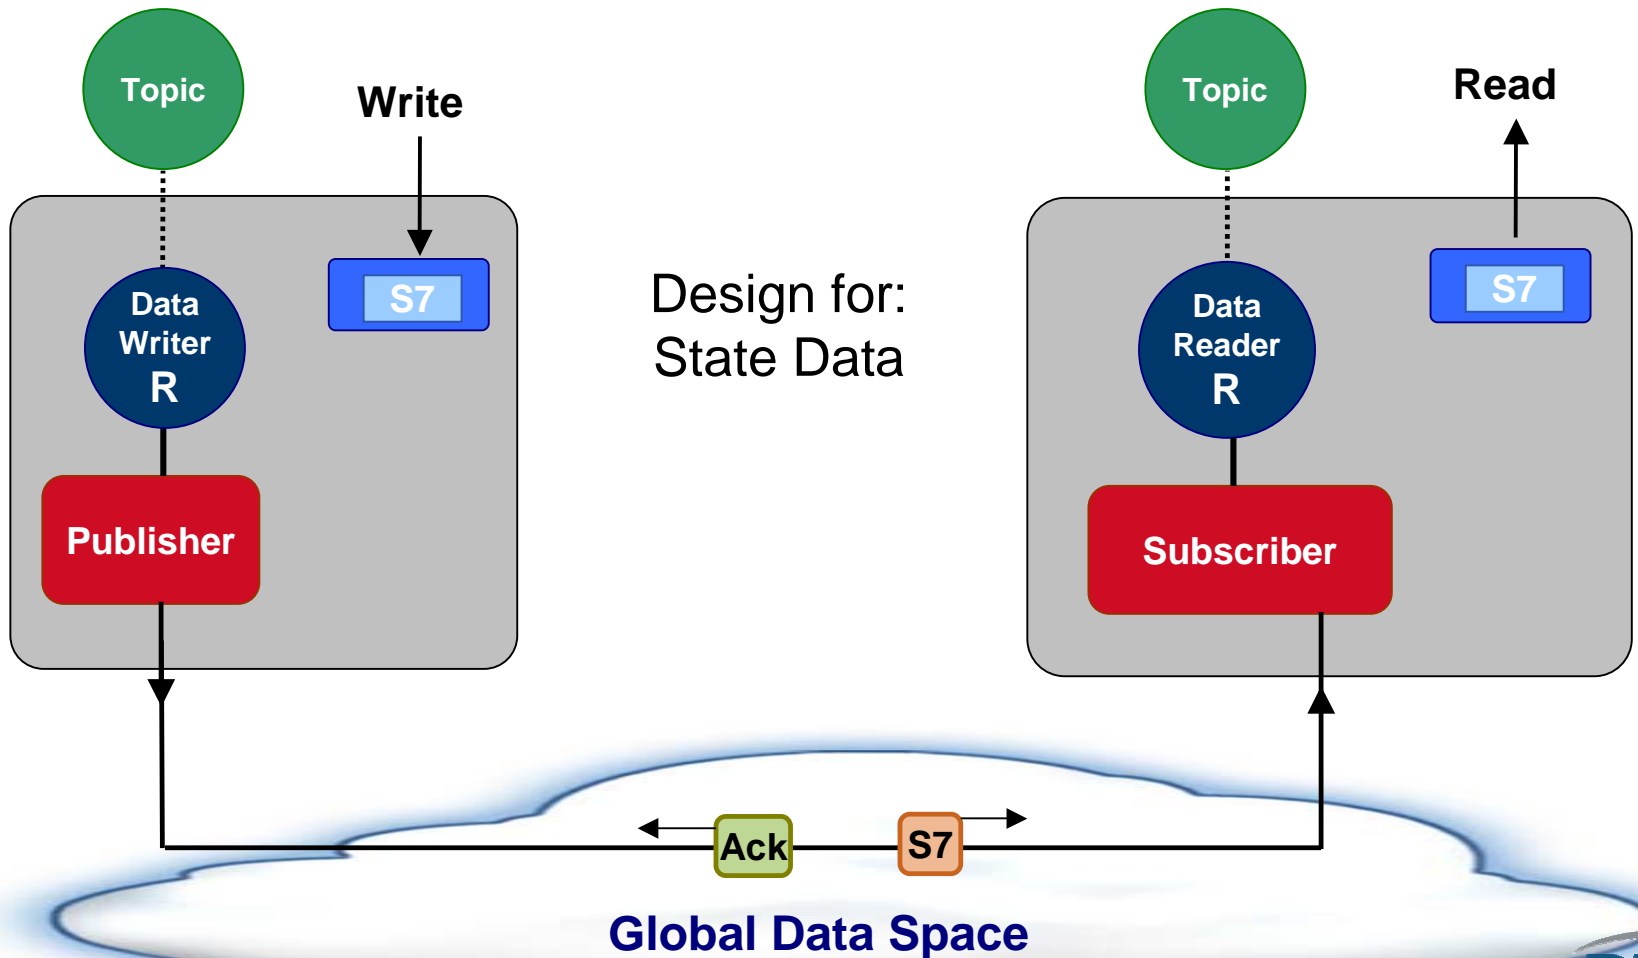 Topic
Write
Topic
Read
Data
Writer
R
S7
Design for:
State Data
Data
Reader
R
S7
Publisher
Subscriber
Ack
S7
Global Data Space